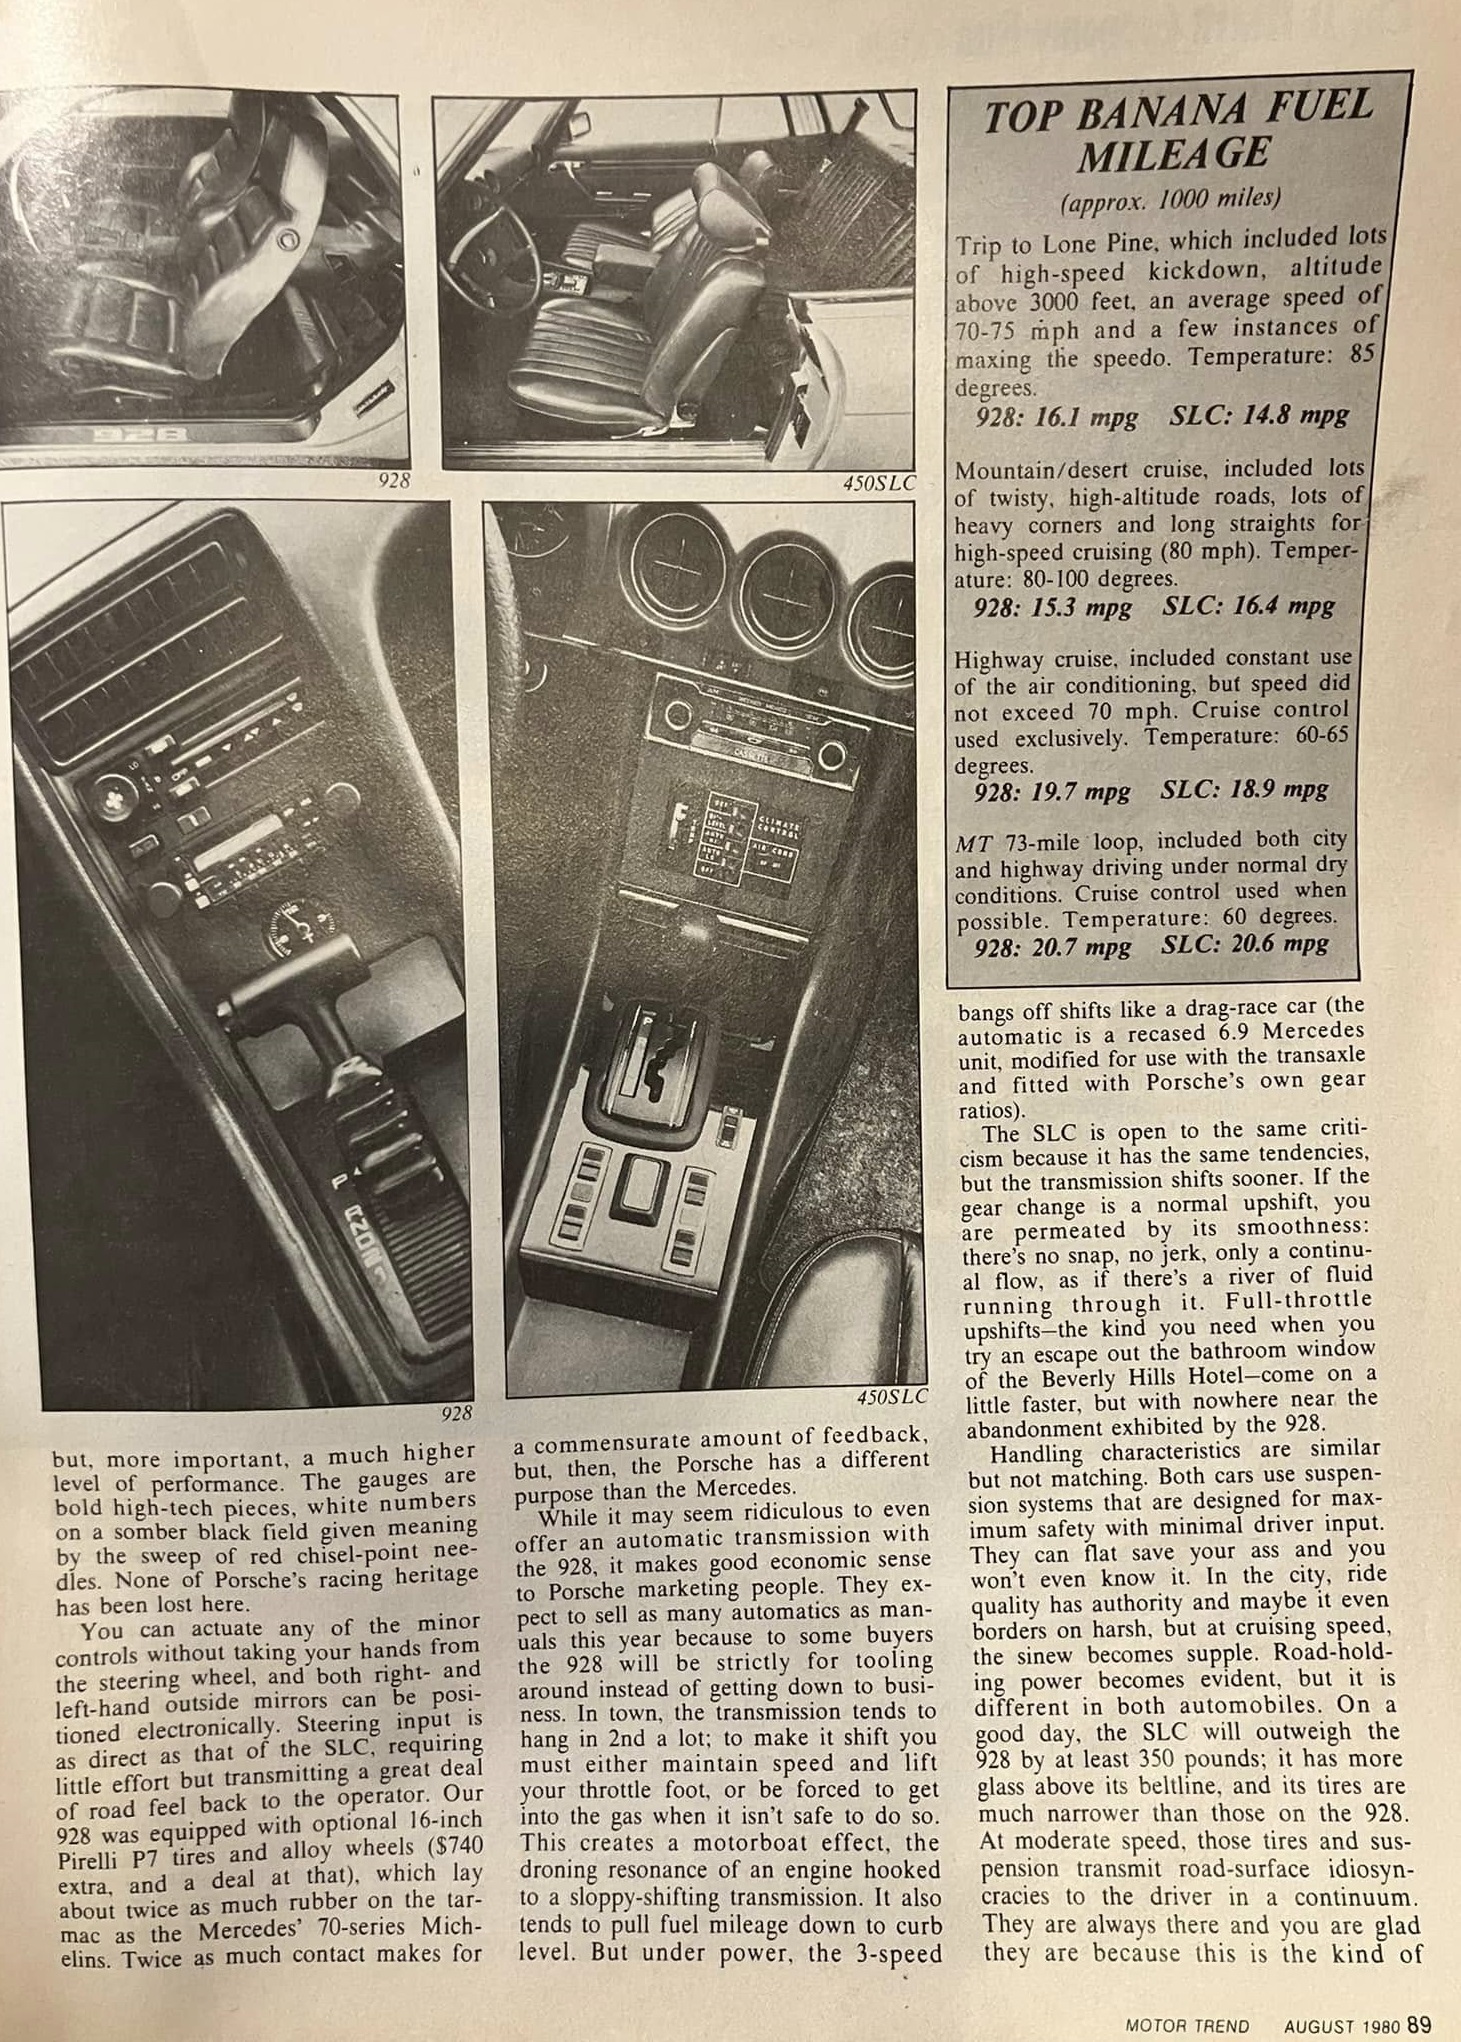 928
928
450SLC
928
450SLC
but, more important, a much higher
level of performance. The gauges are
bold high-tech pieces, white numbers
on a somber black field given meaning
by the sweep of red chisel-point nee-
dles. None of Porsche's racing heritage
has been lost here.
You can actuate any of the minor
controls without taking your hands from
the steering wheel, and both right- and
left-hand outside mirrors can be posi-
tioned electronically. Steering input is
as direct as that of the SLC, requiring
little effort but transmitting a great deal
of road feel back to the operator. Our
928 was equipped with optional 16-inch
Pirelli P7 tires and alloy wheels ($740
extra, and a deal at that), which lay
about twice as much rubber on the tar-
mac as the Mercedes' 70-series Mich-
elins. Twice as much contact makes for
a commensurate amount of feedback,
but, then, the Porsche has a different
purpose than the Mercedes.
While it may seem ridiculous to even
offer an automatic transmission with
the 928, it makes good economic sense
to Porsche marketing people. They ex-
pect to sell as many automatics as man-
uals this year because to some buyers
the 928 will be strictly for tooling
around instead of getting down to busi-
ness. In town, the transmission tends to
hang in 2nd a lot; to make it shift you
must either maintain speed and lift
your throttle foot, or be forced to get
into the gas when it isn't safe to do so.
This creates a motorboat effect, the
droning resonance of an engine hooked
to a sloppy-shifting transmission. It also
tends to pull fuel mileage down to curb
level. But under power, the 3-speed
TOP BANANA FUEL
MILEAGE
(approx. 1000 miles)
Trip to Lone Pine, which included lots
of high-speed kickdown, altitude
above 3000 feet, an average speed of
70-75 mph and a few instances of
maxing the speedo. Temperature: 85
degrees.
928: 16.1 mpg SLC: 14.8 mpg
Mountain/desert cruise, included lots
of twisty, high-altitude roads, lots of
heavy corners and long straights for
high-speed cruising (80 mph). Temper-
ature: 80-100 degrees.
928: 15.3 mpg SLC: 16.4 mpg
Highway cruise, included constant use
of the air conditioning, but speed did
not exceed 70 mph. Cruise control
used exclusively. Temperature: 60-65
degrees.
928: 19.7 mpg SLC: 18.9 mpg
MT 73-mile loop, included both city
and highway driving under normal dry
conditions. Cruise control used when
possible. Temperature: 60 degrees.
928: 20.7 mpg SLC: 20.6 mpg
bangs off shifts like a drag-race car (the
automatic is a recased 6.9 Mercedes
unit, modified for use with the transaxle
and fitted with Porsche's own gear
ratios).
The SLC is open to the same criti-
cism because it has the same tendencies,
but the transmission shifts sooner. If the
gear change is a normal upshift, you
are permeated by its smoothness:
there's no snap, no jerk, only a continu-
al flow, as if there's a river of fluid
running through it. Full-throttle
upshifts—the kind you need when you
try an escape out the bathroom window
of the Beverly Hills Hotel—come on a
little faster, but with nowhere near the
abandonment exhibited by the 928.
Handling characteristics are similar
but not matching. Both cars use suspen-
sion systems that are designed for max-
imum safety with minimal driver input.
They can flat save your ass and you
won't even know it. In the city, ride
quality has authority and maybe it even
borders on harsh, but at cruising speed,
the sinew becomes supple. Road-hold-
ing power becomes evident, but it is
different in both automobiles. On a
good day, the SLC will outweigh the
928 by at least 350 pounds; it has more
glass above its beltline, and its tires are
much narrower than those on the 928.
At moderate speed, those tires and sus-
pension transmit road-surface idiosyn-
cracies to the driver in a continuum.
They are always there and you are glad
they are because this is the kind of
MOTOR TREND AUGUST 1980 89
CASSETTE
CLIMATE
CONTROL
P